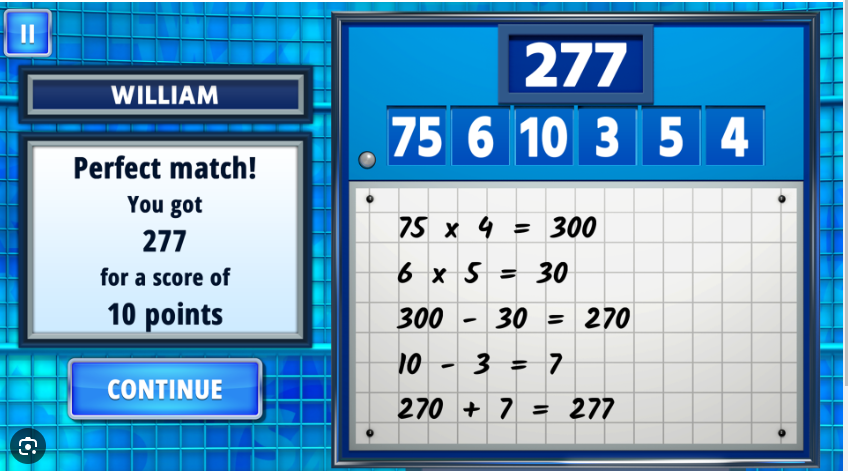 WILLIAM
Perfect match!
You got
277
for a score of
10 points
CONTINUE
277
75 6 10 3 5 4
75 x 4 = 300
6 x 5 = 30
300 - 30 = 270
10 - 3 = 7
270 + 7 = 277